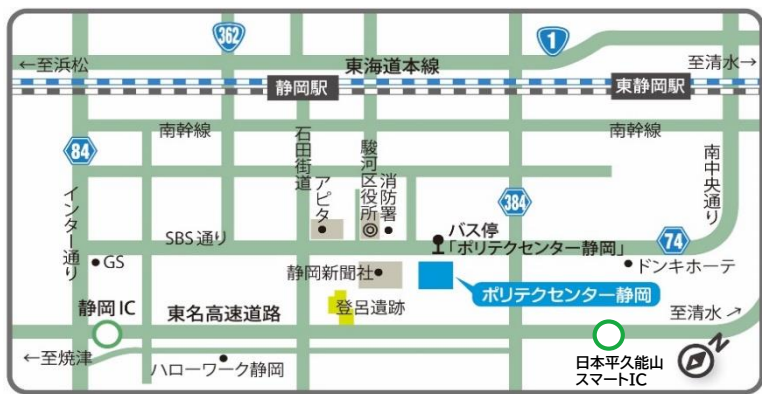 362
1
←至浜松
東海道本線
至清水→
静岡駅
東静岡駅
南幹線
南幹線
84
石田街道
アピタ
駿河区役所
消防署
384
南中央通り
インター通り
SBS通り
バス停
「ポリテクセンター静岡」
74
GS
静岡新聞社
ドンキホーテ
ポリテクセンター静岡
静岡IC
東名高速道路
登呂遺跡
至清水↗
←至焼津
ハローワーク静岡
日本平久能山
スマートIC
N